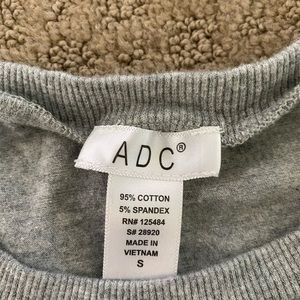 ADC®
95% COTTON
5% SPANDEX
RN# 125484
S# 28920
MADE IN
VIETNAM
S